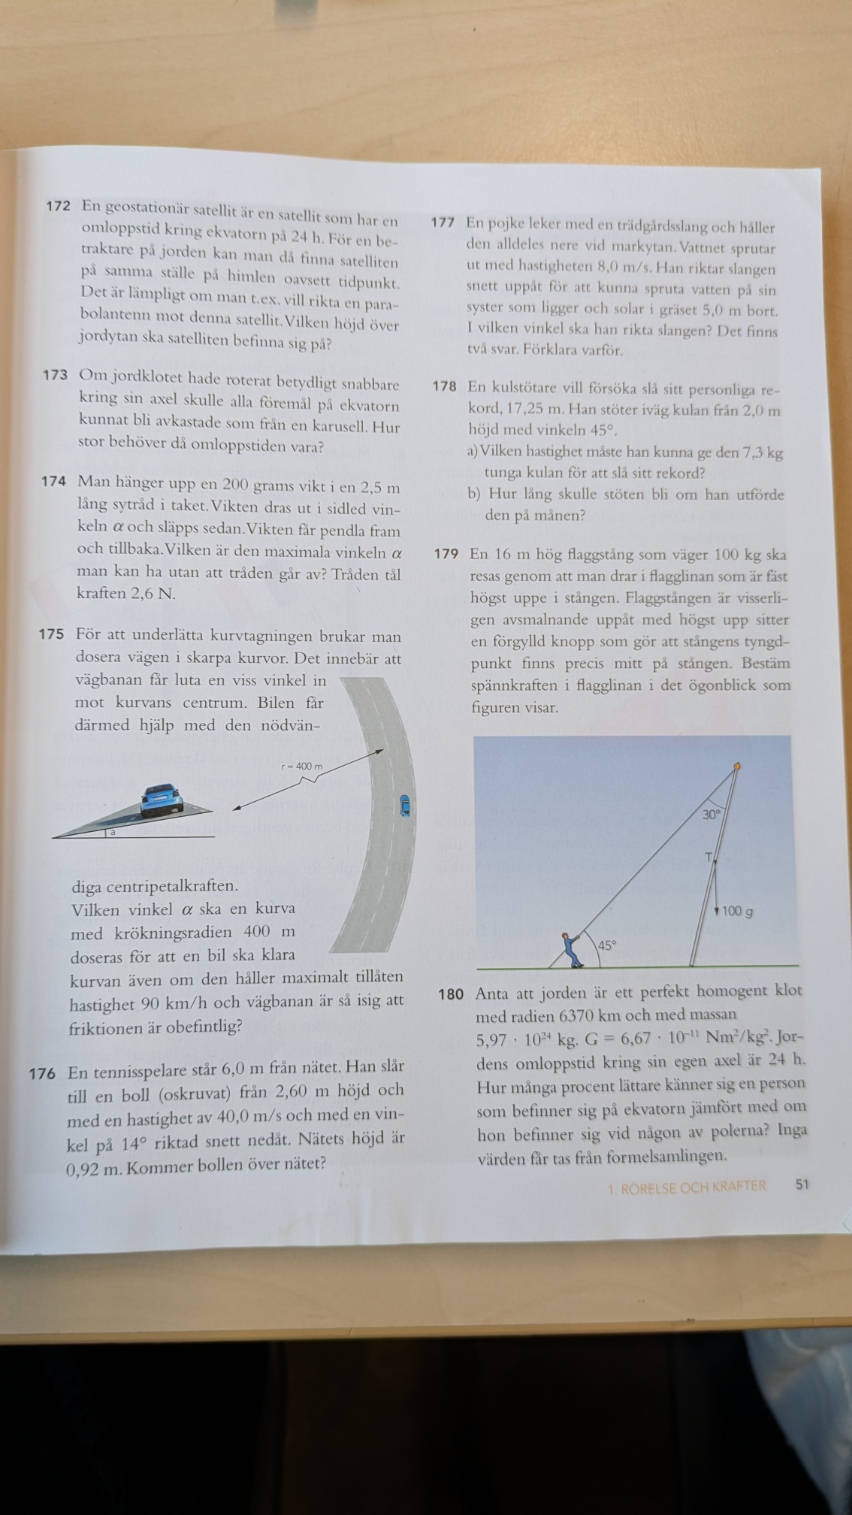 172 En geostationär satellit är en satellit som har en
omloppstid kring ekvatorn på 24 h. För en be-
traktare på jorden kan man då finna satelliten
på samma ställe på himlen oavsett tidpunkt.
Det är lämpligt om man t.ex. vill rikta en para-
bolantenn mot denna satellit. Vilken höjd över
jordytan ska satelliten befinna sig på?
173 Om jordklotet hade roterat betydligt snabbare
kring sin axel skulle alla föremål på ekvatorn
kunnat bli avkastade som från en karusell. Hur
stor behöver då omloppstiden vara?
174 Man hänger upp en 200 grams vikt i en 2,5 m
lång sytråd i taket. Vikten dras ut i sidled vin-
keln α och släpps sedan. Vikten får pendla fram
och tillbaka. Vilken är den maximala vinkeln α
man kan ha utan att tråden går av? Tråden tål
kraften 2,6 N.
175 För att underlätta kurvtagningen brukar man
dosera vägen i skarpa kurvor. Det innebär att
vägbanan får luta en viss vinkel in
mot kurvans centrum. Bilen får
därmed hjälp med den nödvän-
r = 400 m
a
diga centripetalkraften.
Vilken vinkel α ska en kurva
med krökningsradien 400 m
doseras för att en bil ska klara
kurvan även om den håller maximalt tillåten
hastighet 90 km/h och vägbanan är så isig att
friktionen är obefintlig?
176 En tennisspelare står 6,0 m från nätet. Han slår
till en boll (oskruvat) från 2,60 m höjd och
med en hastighet av 40,0 m/s och med en vin-
kel på 14° riktad snett nedåt. Nätets höjd är
0,92 m. Kommer bollen över nätet?
177 En pojke leker med en trädgårdsslang och håller
den alldeles nere vid markytan. Vattnet sprutar
ut med hastigheten 8,0 m/s. Han riktar slangen
snett uppåt för att kunna spruta vatten på sin
syster som ligger och solar i gräset 5,0 m bort.
I vilken vinkel ska han rikta slangen? Det finns
två svar. Förklara varför.
178 En kulstötare vill försöka slå sitt personliga re-
kord, 17,25 m. Han stöter iväg kulan från 2,0 m
höjd med vinkeln 45°.
a) Vilken hastighet måste han kunna ge den 7,3 kg
tunga kulan för att slå sitt rekord?
b) Hur lång skulle stöten bli om han utförde
den på månen?
179 En 16 m hög flaggstång som väger 100 kg ska
resas genom att man drar i flagglinan som är fäst
högst uppe i stången. Flaggstången är visserli-
gen avsmalnande uppåt med högst upp sitter
en förgylld knopp som gör att stångens tyngd-
punkt finns precis mitt på stången. Bestäm
spännkraften i flagglinan i det ögonblick som
figuren visar.
30°
T
100 g
45°
180 Anta att jorden är ett perfekt homogent klot
med radien 6370 km och med massan
5,97 · 10²⁴ kg. G = 6,67 · 10⁻¹¹ Nm²/kg². Jor-
dens omloppstid kring sin egen axel är 24 h.
Hur många procent lättare känner sig en person
som befinner sig på ekvatorn jämfört med om
hon befinner sig vid någon av polerna? Inga
värden får tas från formelsamlingen.
1. RÖRELSE OCH KRAFTER 51